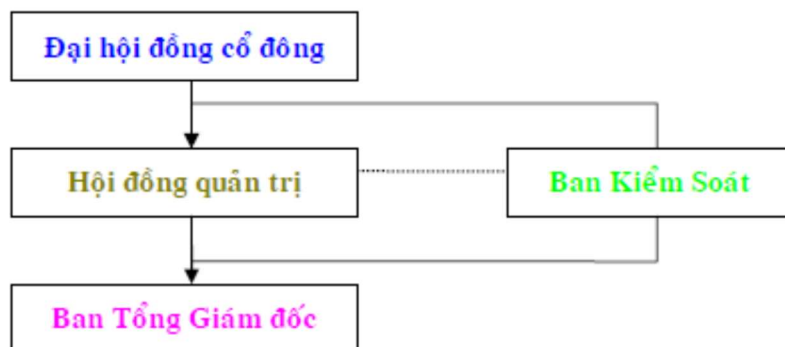 Đại hội đồng cổ đông
Hội đồng quản trị
Ban Kiểm Soát
Ban Tổng Giám đốc